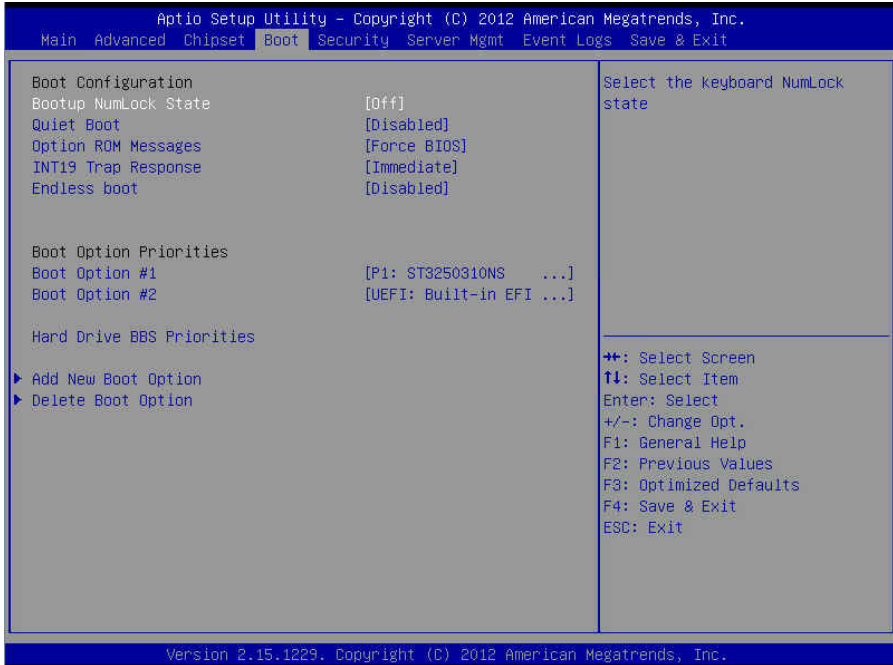 Aptio Setup Utility – Copyright (C) 2012 American Megatrends, Inc.
Main Advanced Chipset Boot Security Server Mgmt Event Logs Save & Exit
Boot Configuration
Bootup NumLock State [Off]
Quiet Boot [Disabled]
Option ROM Messages [Force BIOS]
INT19 Trap Response [Immediate]
Endless boot [Disabled]
Boot Option Priorities
Boot Option #1 [P1: ST3250310NS ...]
Boot Option #2 [UEFI: Built-in EFI ...]
Hard Drive BBS Priorities
▶ Add New Boot Option
▶ Delete Boot Option
Select the keyboard NumLock
state
→←: Select Screen
↑↓: Select Item
Enter: Select
+/-: Change Opt.
F1: General Help
F2: Previous Values
F3: Optimized Defaults
F4: Save & Exit
ESC: Exit
Version 2.15.1229. Copyright (C) 2012 American Megatrends, Inc.